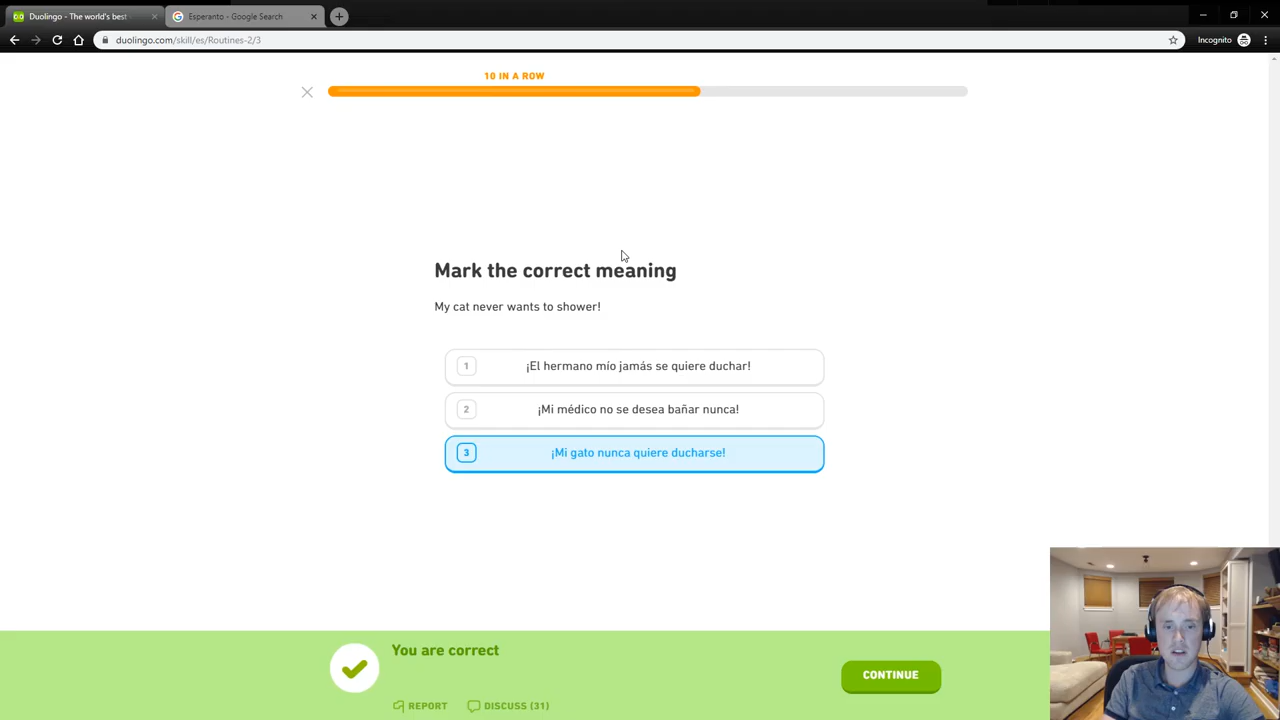 Duolingo - The world's best
Esperanto - Google Search
duolingo.com/skill/es/Routines-2/3
Incognito
10 IN A ROW
Mark the correct meaning
My cat never wants to shower!
1 ¡El hermano mío jamás se quiere duchar!
2 ¡Mi médico no se desea bañar nunca!
3 ¡Mi gato nunca quiere ducharse!
You are correct
CONTINUE
REPORT
DISCUSS (31)